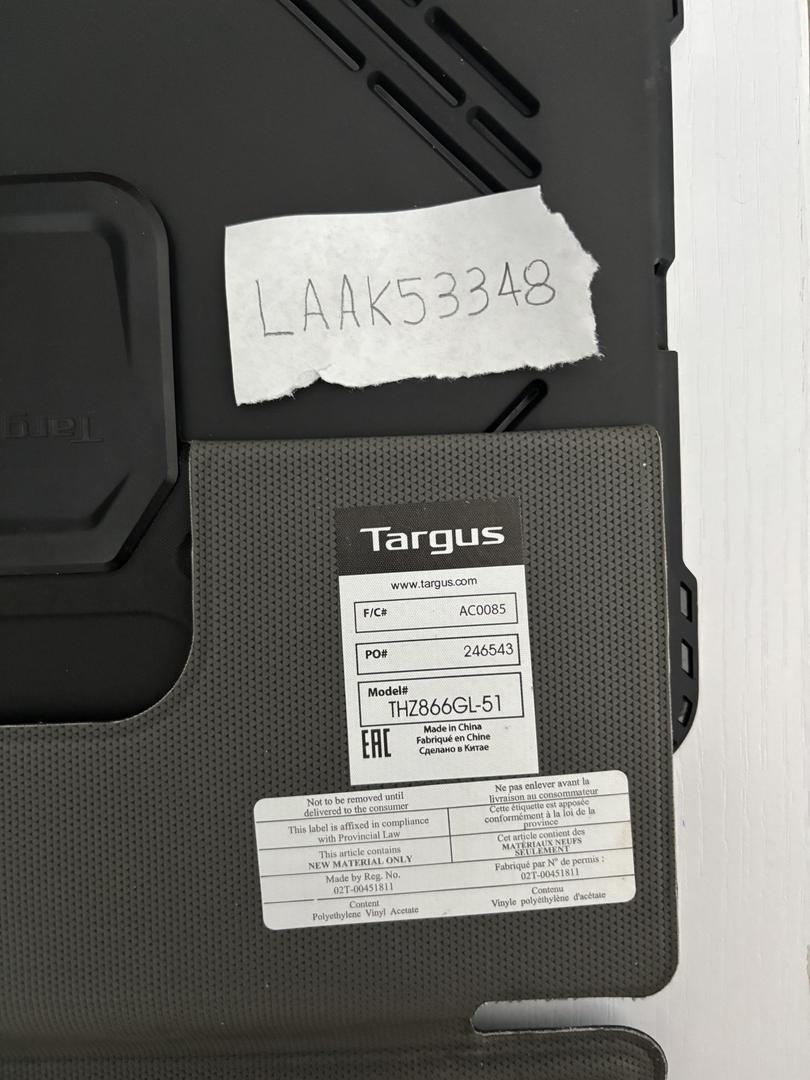 LAAK53348
Targus
Targus
www.targus.com
F/C# AC0085
PO# 246543
Model#
THZ866GL-51
EAC
Made in China
Fabriqué en Chine
Сделано в Китае
Not to be removed until
delivered to the consumer
This label is affixed in compliance
with Provincial Law
This article contains
NEW MATERIAL ONLY
Made by Reg. No.
02T-00451811
Content
Polyethylene Vinyl Acetate
Ne pas enlever avant la
livraison au consommateur
Cette étiquette est apposée
conformément à la loi de la
province
Cet article contient des
MATÉRIAUX NEUFS
SEULEMENT
Fabriqué par N° de permis :
02T-00451811
Contenu
Vinyle polyéthylène d'acétate